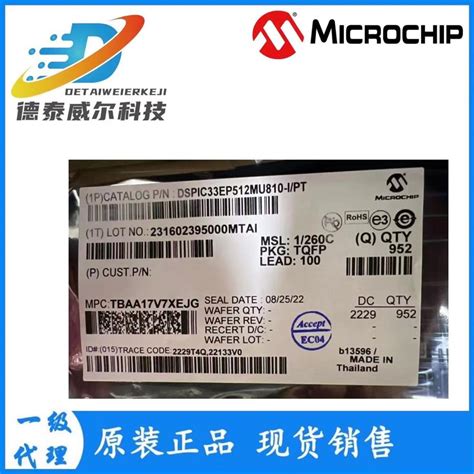 DETAIWEIERKEJI
德泰威尔科技
MICROCHIP
(1P)CATALOG P/N : DSPIC33EP512MU810-I/PT
(1T) LOT NO.: 231602395000MTAI
MSL: 1/260C
PKG: TQFP
LEAD: 100
(P) CUST.P/N:
MICROCHIP
RoHS e3 e
(Q) QTY
952
MPC:TBAA17V7XEJG
SEAL DATE : 08/25/22
WAFER QTY: -
WAFER REV: -
RECERT D/C: -
WAFER LOT: -
Accept
EC04
DC QTY
2229 952
ID#:(015)TRACE CODE 2229T4Q,22133V0
b13596 /
MADE IN
Thailand
一级
代理
原装正品 现货销售